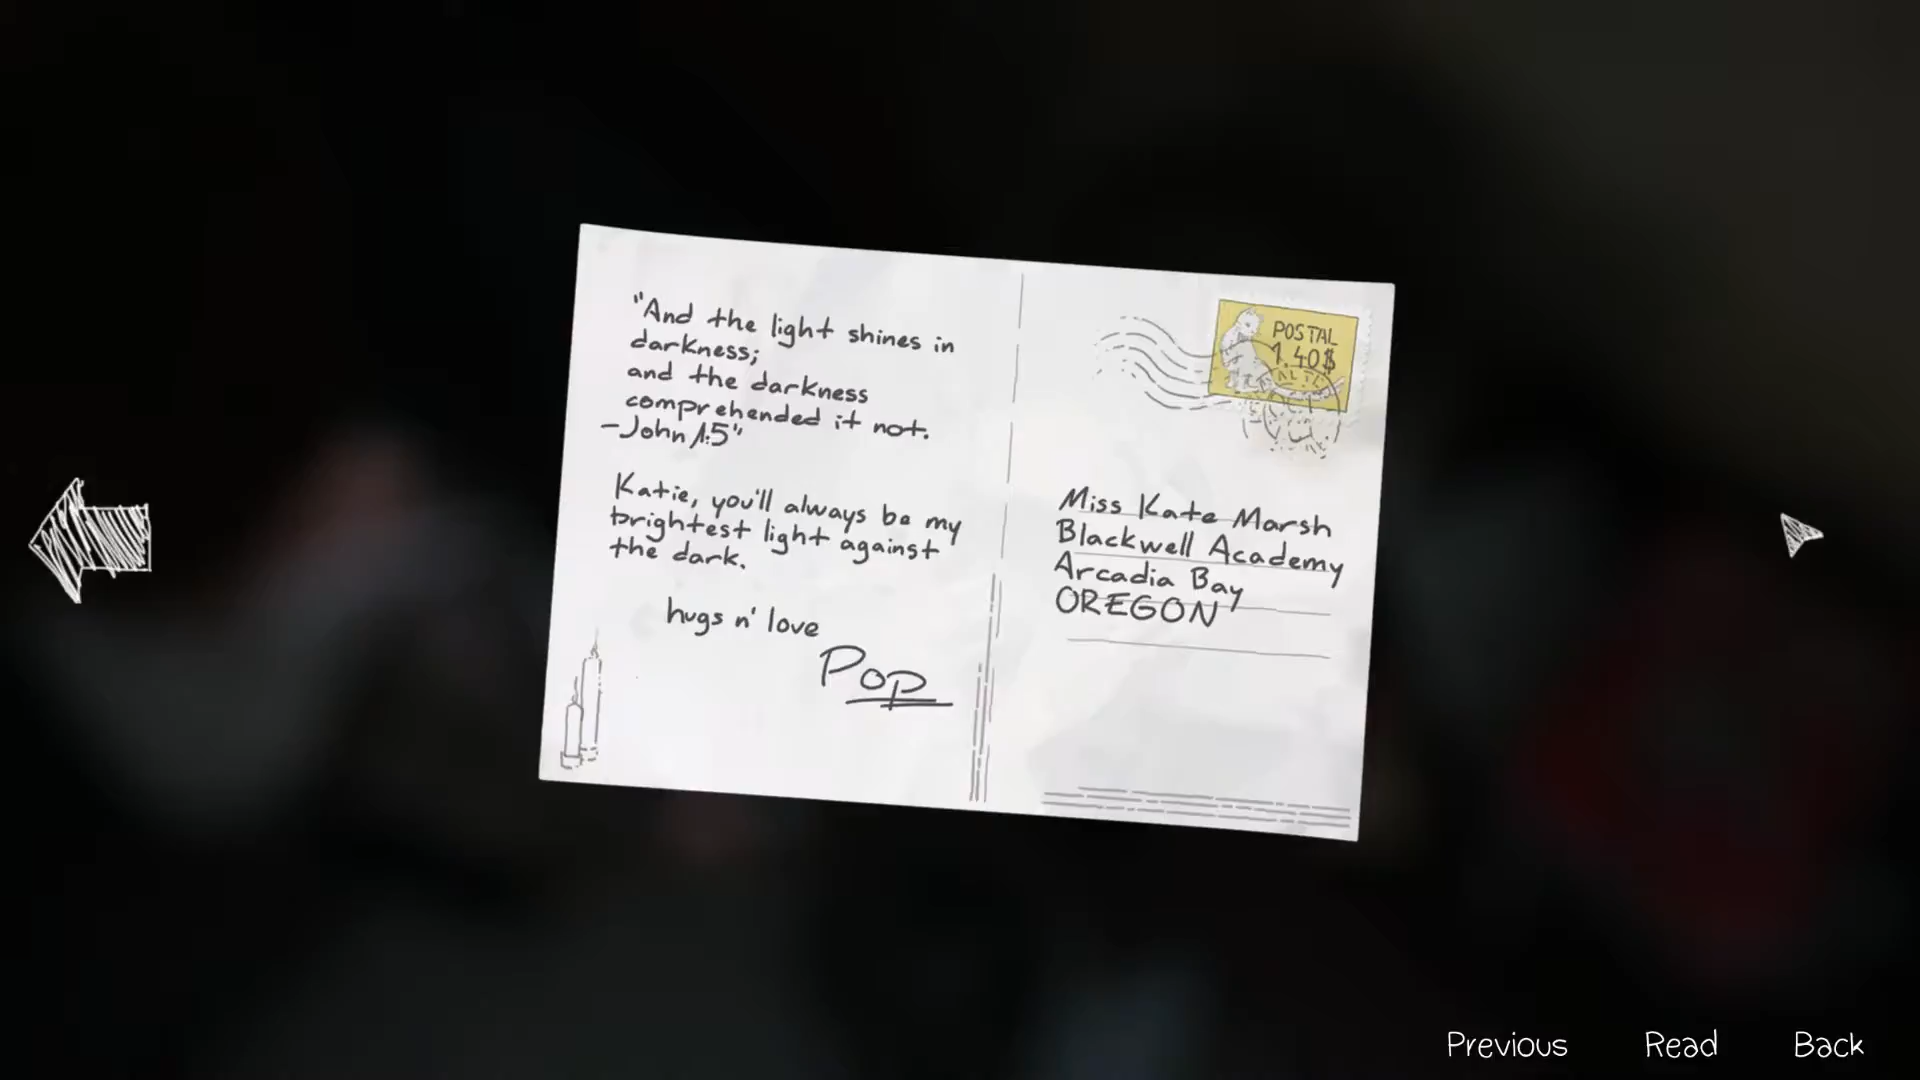 "And the light shines in
darkness;
and the darkness
comprehended it not.
-John 1:5"
Katie, you'll always be my
brightest light against
the dark.
hugs n' love
Pop
POSTAL
1.40$
Miss Kate Marsh
Blackwell Academy
Arcadia Bay
OREGON
Previous
Read
Back